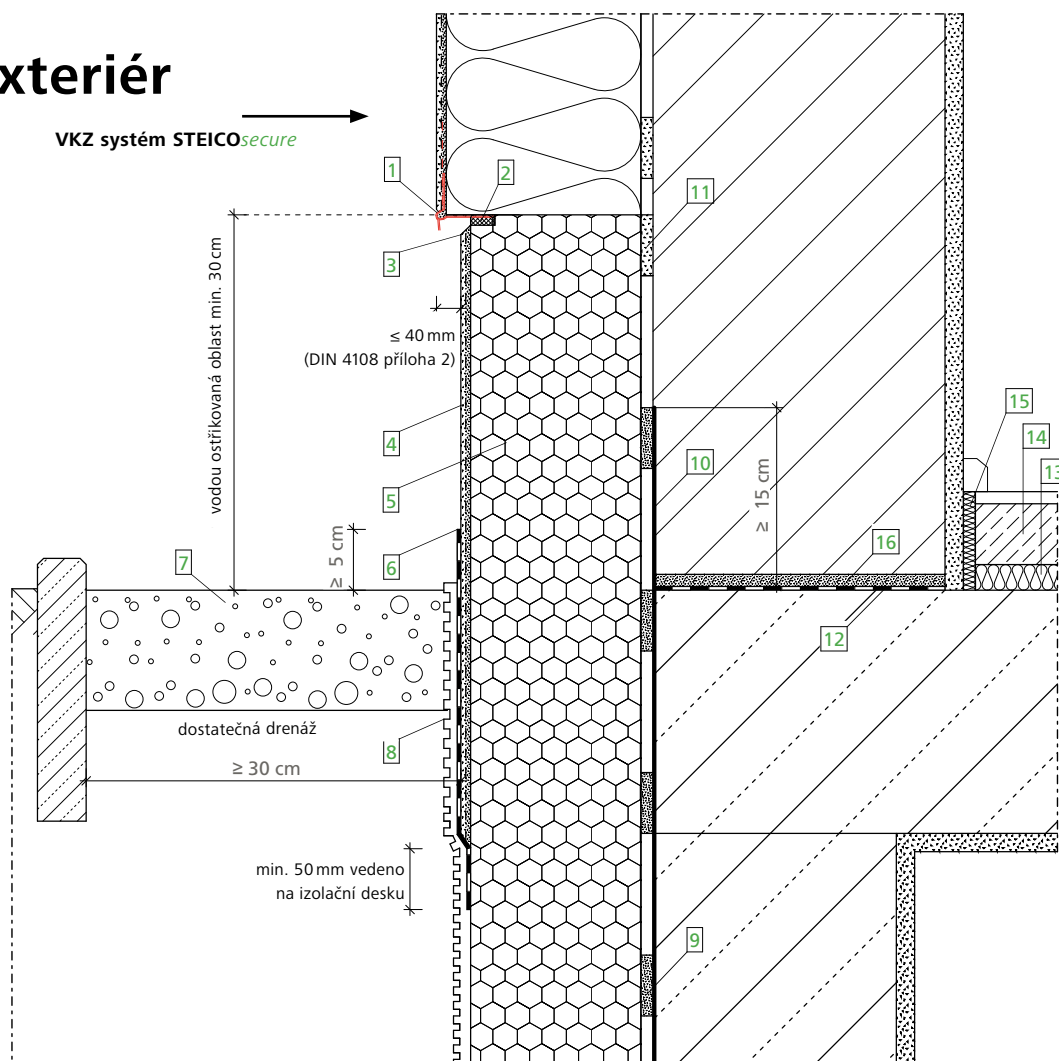 xteriér
VKZ systém STEICOsecure
1
2
11
3
vodou ostřikovaná oblast min. 30 cm
≤ 40 mm
(DIN 4108 příloha 2)
4
5
10
≥ 15 cm
15
14
13
6
≥ 5 cm
7
16
12
dostatečná drenáž
8
≥ 30 cm
min. 50 mm vedeno
na izolační desku
9